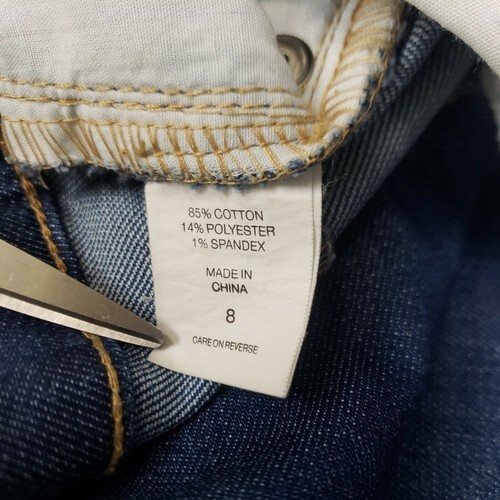 85% COTTON
14% POLYESTER
1% SPANDEX
MADE IN
CHINA
8
CARE ON REVERSE